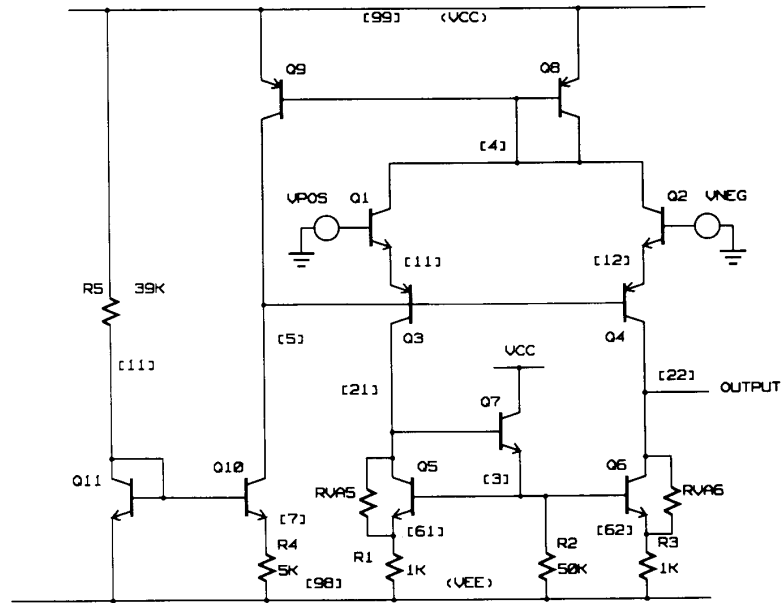 [99] (VCC)
Q9
Q8
[4]
VPOS
Q1
Q2
VNEG
[11]
[12]
R5 39K
[5]
Q3
Q4
[11]
VCC
[21]
[22]
OUTPUT
Q7
Q11
Q10
Q5
Q6
RVA5
[3]
RVA6
[7]
[61]
[62]
R4
R1
R2
R3
5K
[98]
1K
(VEE)
50K
1K